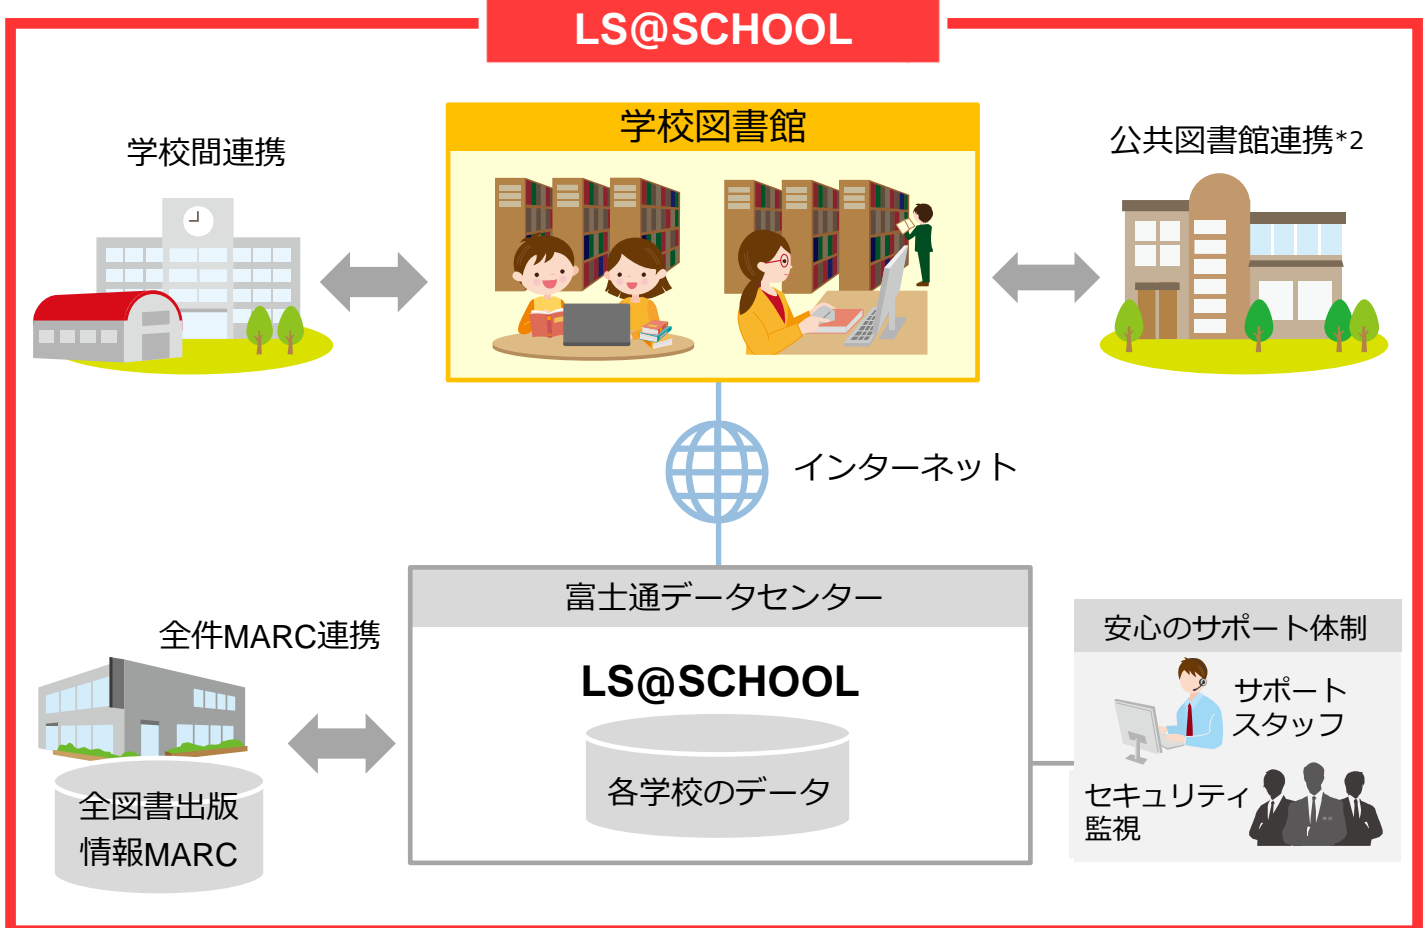 LS@SCHOOL
学校図書館
学校間連携
公共図書館連携*2
インターネット
富士通データセンター
全件MARC連携
LS@SCHOOL
各学校のデータ
全図書出版
情報MARC
安心のサポート体制
サポート
スタッフ
セキュリティ
監視